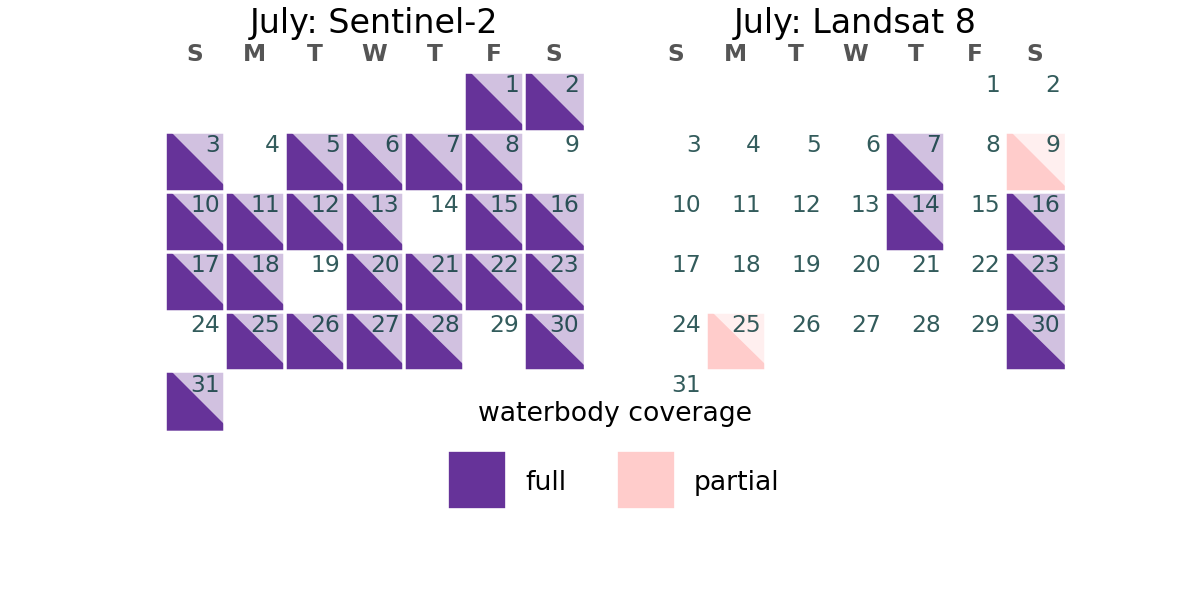 July: Sentinel-2
S M T W T F S
1 2
3 4 5 6 7 8 9
10 11 12 13 14 15 16
17 18 19 20 21 22 23
24 25 26 27 28 29 30
31
July: Landsat 8
S M T W T F S
1 2
3 4 5 6 7 8 9
10 11 12 13 14 15 16
17 18 19 20 21 22 23
24 25 26 27 28 29 30
31
waterbody coverage
full
partial